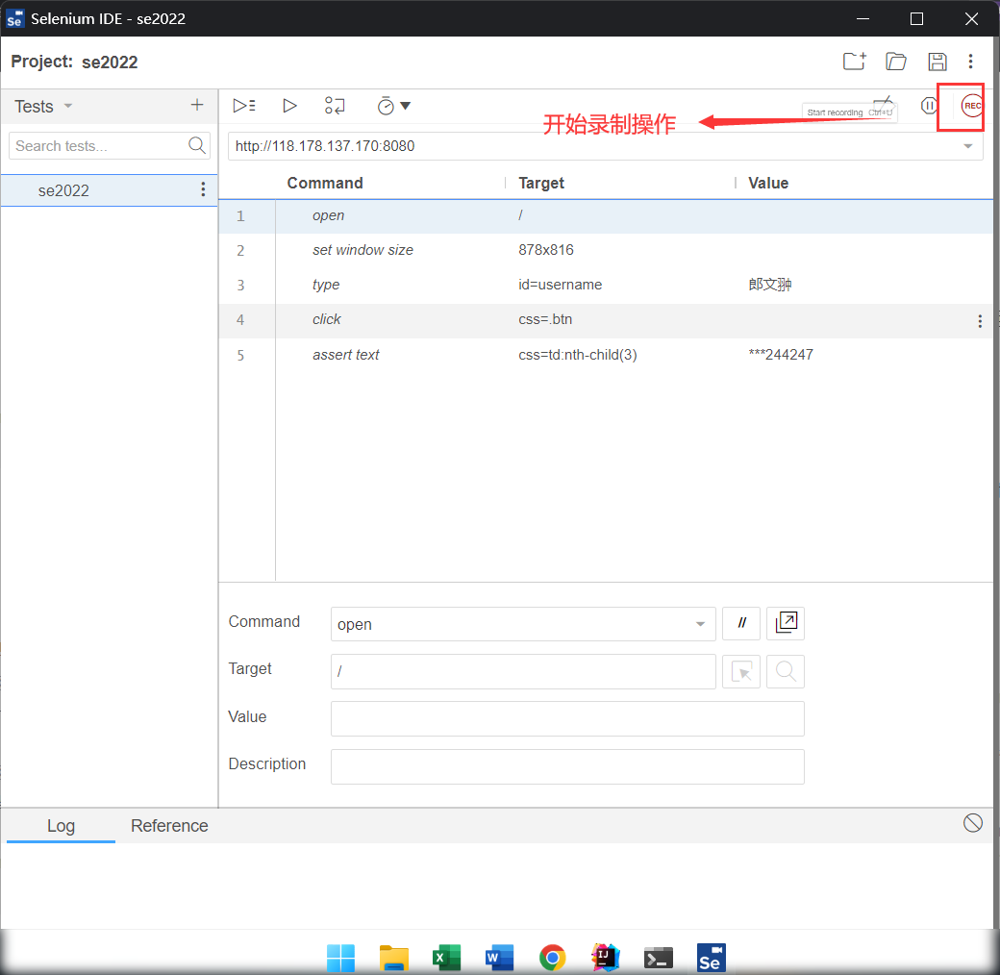 Selenium IDE - se2022
Project: se2022
Tests
Start recording Ctrl+U
REC
开始录制操作
Search tests...
http://118.178.137.170:8080
se2022
Command Target Value
1 open /
2 set window size 878x816
3 type id=username 郎文翀
4 click css=.btn
5 assert text css=td:nth-child(3) ***244247
Command open //
Target /
Value
Description
Log Reference